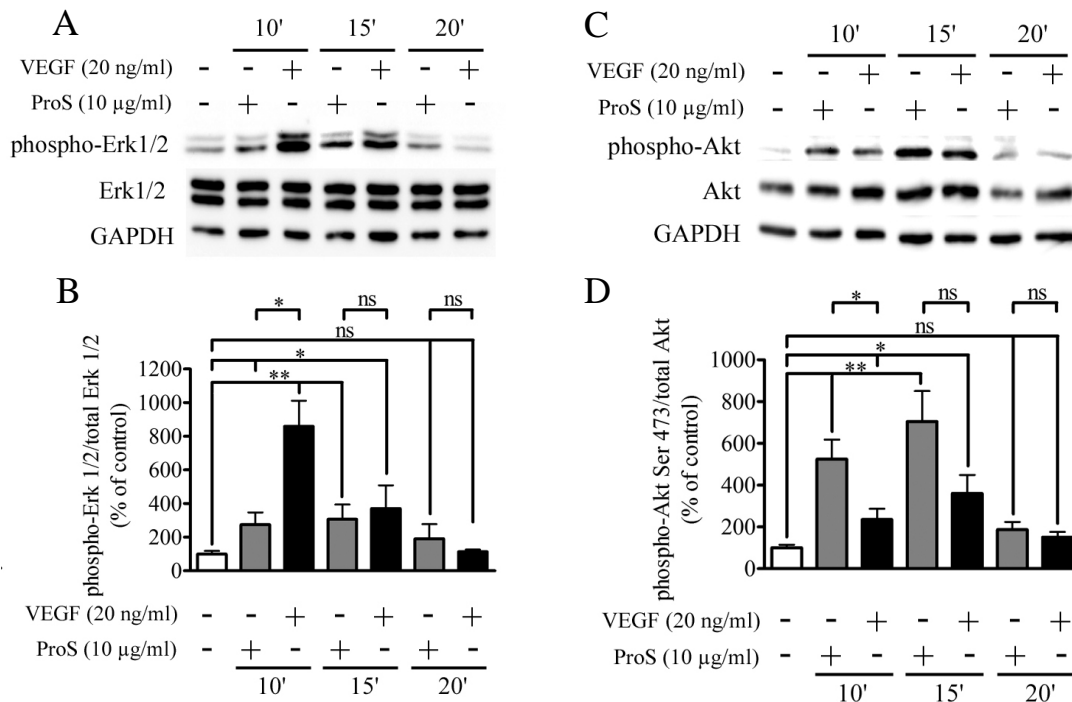 A
10' 15' 20'
VEGF (20 ng/ml) - - + - + - +
ProS (10 µg/ml) - + - + - + -
phospho-Erk1/2
Erk1/2
GAPDH
B
* ns ns
ns
*
**
phospho-Erk 1/2/total Erk 1/2
(% of control)
1200
1000
800
600
400
200
0
VEGF (20 ng/ml) - - + - + - +
ProS (10 µg/ml) - + - + - + -
10' 15' 20'
C
10' 15' 20'
VEGF (20 ng/ml) - - + - + - +
ProS (10 µg/ml) - + - + - + -
phospho-Akt
Akt
GAPDH
D
* ns ns
ns
*
**
phospho-Akt Ser 473/total Akt
(% of control)
1000
800
600
400
200
0
VEGF (20 ng/ml) - - + - + - +
ProS (10 µg/ml) - + - + - + -
10' 15' 20'